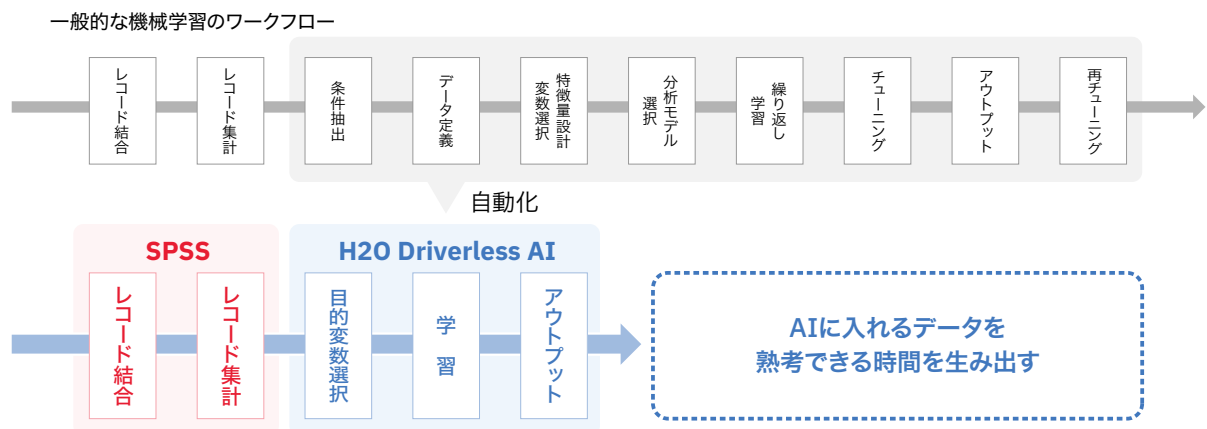 一般的な機械学習のワークフロー
レコード結合
レコード集計
条件抽出
データ定義
特徴量設計
変数選択
分析モデル
選択
繰り返し
学習
チューニング
アウトプット
再チューニング
自動化
SPSS
H2O Driverless AI
レコード結合
レコード集計
目的変数選択
学 習
アウトプット
AIに入れるデータを
熟考できる時間を生み出す